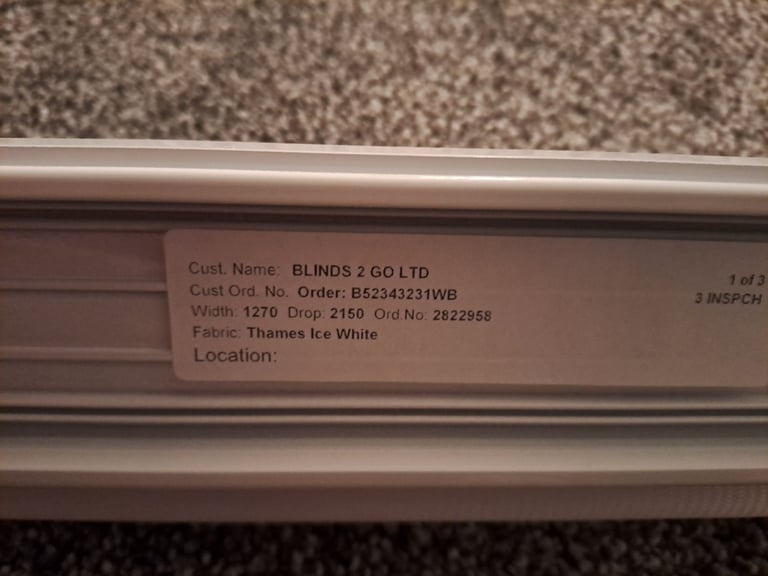 Cust. Name: BLINDS 2 GO LTD
Cust Ord. No. Order: B52343231WB
Width: 1270 Drop: 2150 Ord.No: 2822958
Fabric: Thames Ice White
Location:
1 of 3
3 INSPCH